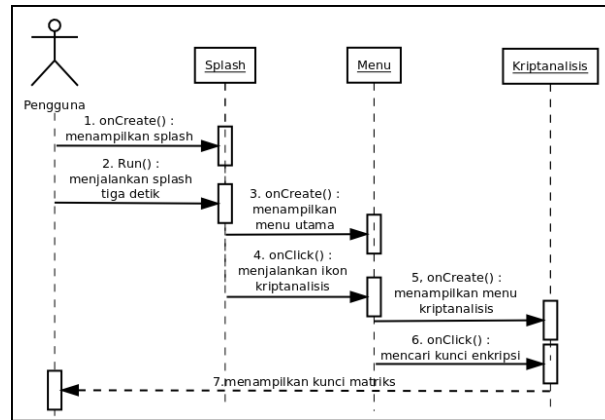 Splash
Menu
Kriptanalisis
Pengguna
1. onCreate() :
menampilkan splash
2. Run() :
menjalankan splash
tiga detik
3. onCreate() :
menampilkan
menu utama
4. onClick() :
menjalankan ikon
kriptanalisis
5, onCreate() :
menampilkan menu
kriptanalisis
6. onClick() :
mencari kunci enkripsi
7.menampilkan kunci matriks